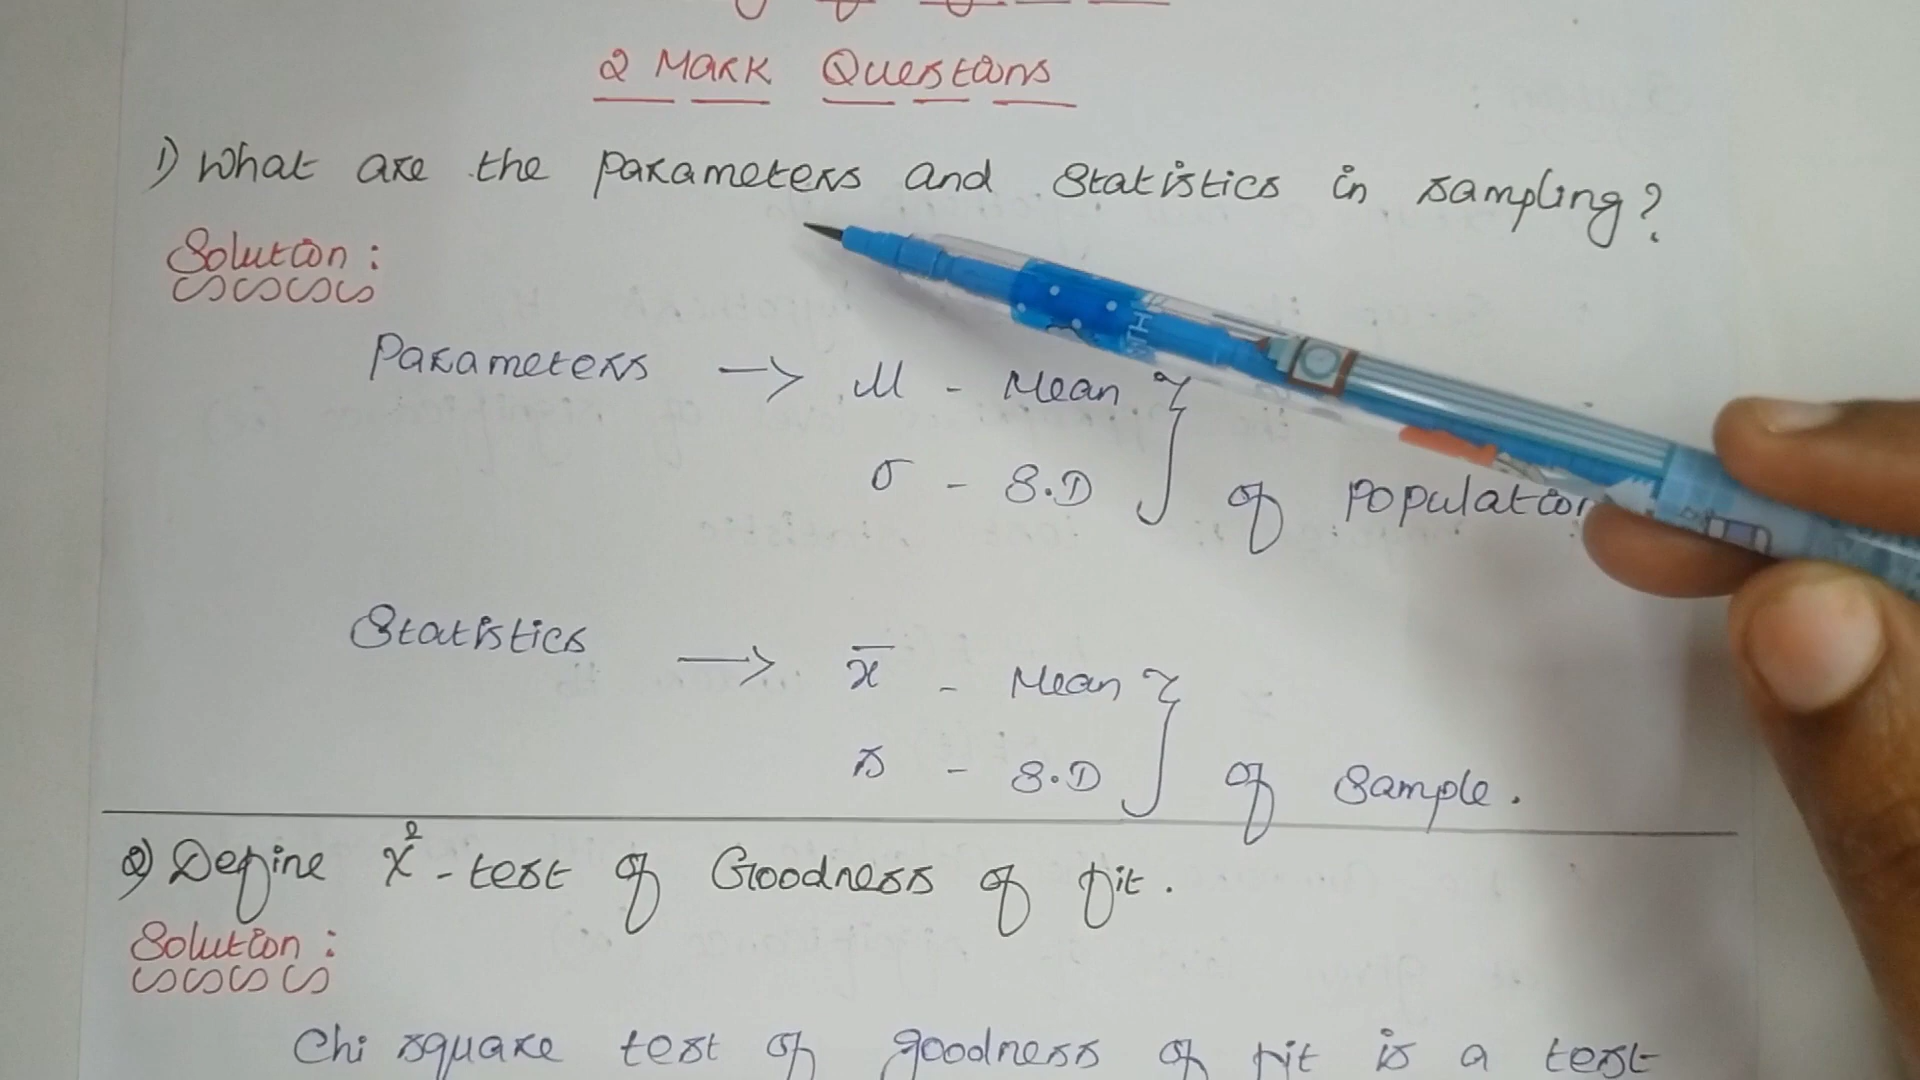 2 Mark Questions
1) What are the parameters and statistics in sampling?
Solution :
Parameters → μ - Mean
σ - S.D } of population
Statistics → x̄ - Mean
s - S.D } of sample.
2) Define χ² - test of Goodness of fit.
Solution :
Chi square test of goodness of fit is a test